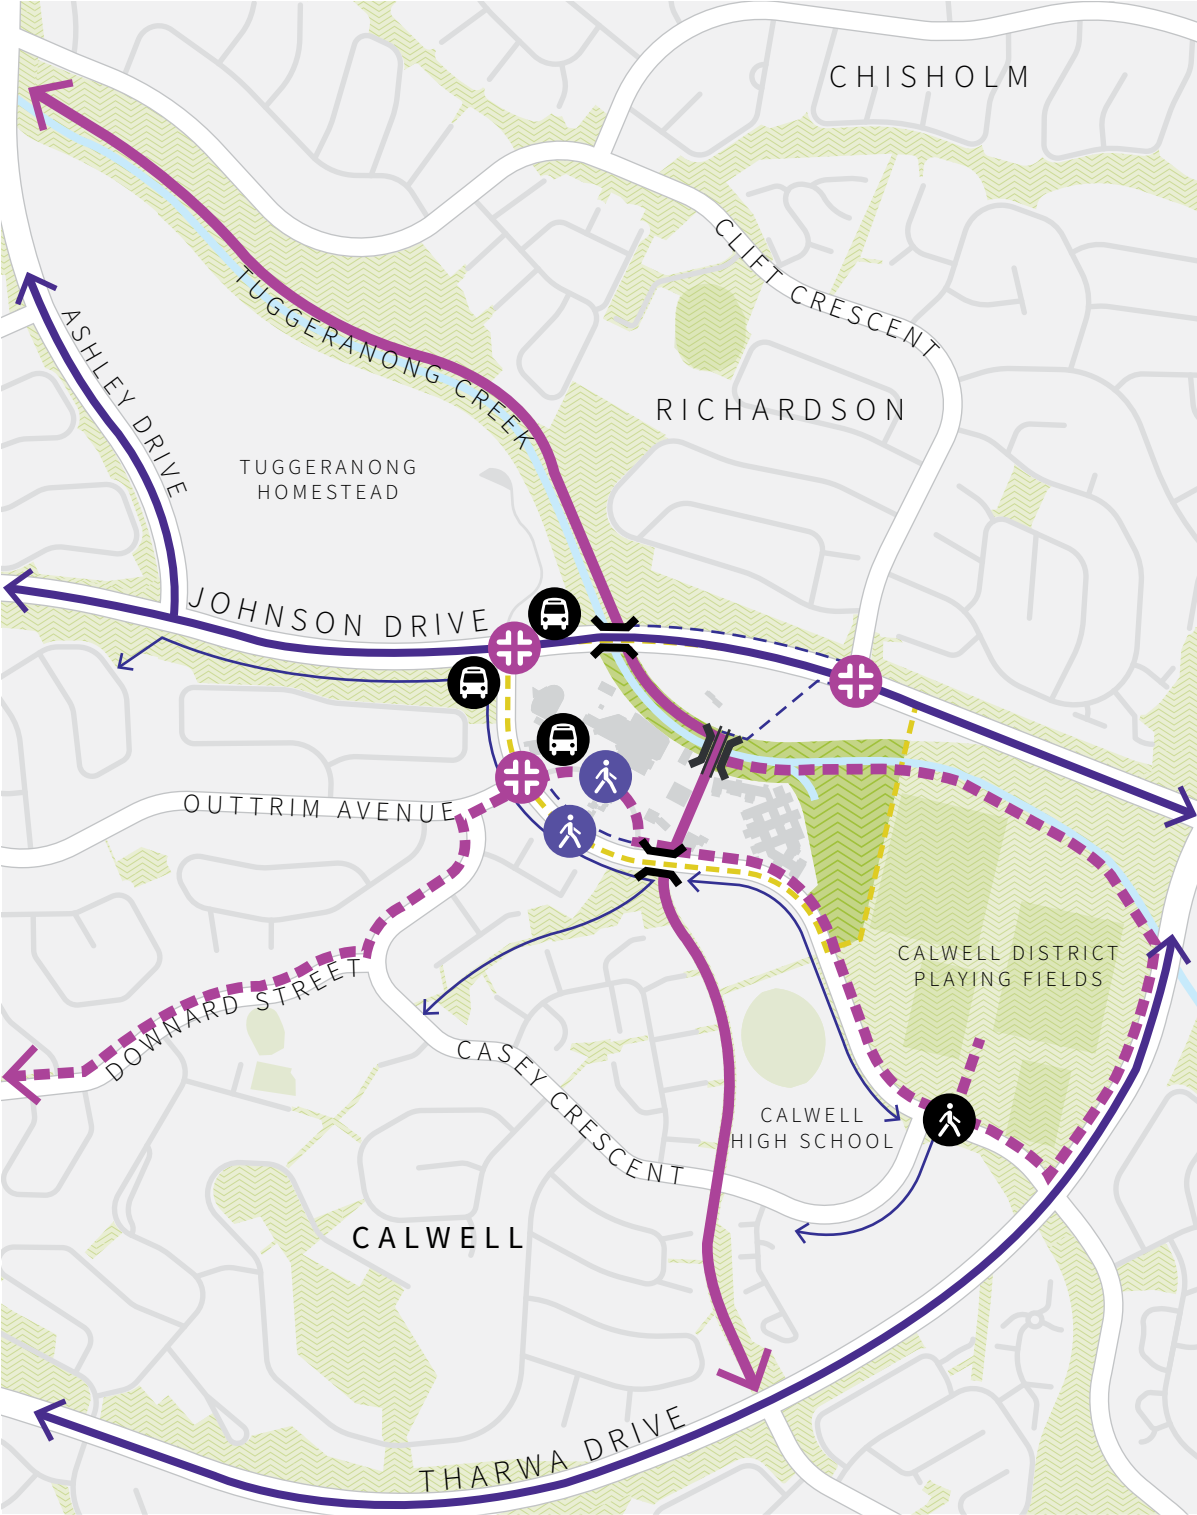 CHISHOLM
CLIFT CRESCENT
TUGGERANONG CREEK
ASHLEY DRIVE
RICHARDSON
TUGGERANONG
HOMESTEAD
JOHNSON DRIVE
OUTTRIM AVENUE
CALWELL DISTRICT
PLAYING FIELDS
DOWNARD STREET
CASEY CRESCENT
CALWELL
HIGH SCHOOL
CALWELL
THARWA DRIVE